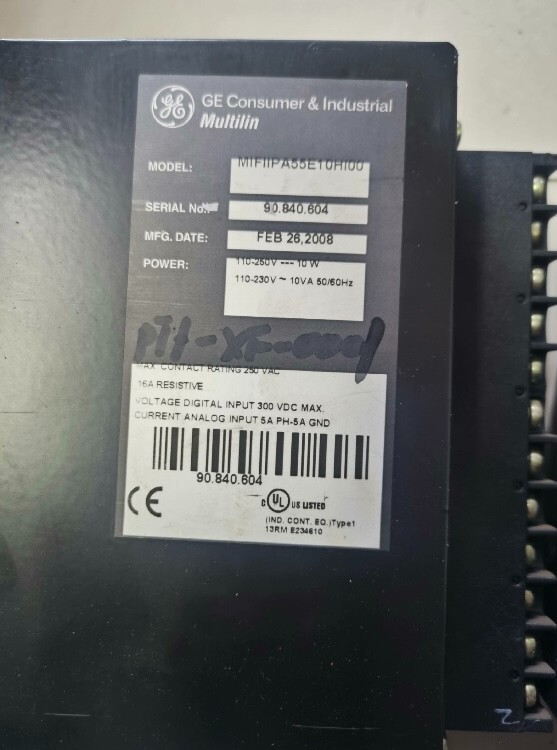 GE GE Consumer & Industrial
Multilin
MODEL: MIFIIPA55E10HI00
SERIAL No.: 90.840.604
MFG. DATE: FEB 26,2008
POWER: 110-250V --- 10 W
110-230V ~ 10VA 50/60Hz
MAX. CONTACT RATING 250 VAC
16A RESISTIVE
VOLTAGE DIGITAL INPUT 300 VDC MAX.
CURRENT ANALOG INPUT 5A PH-5A GND
90.840.604
CE C UL US LISTED
(IND. CONT. EQ.)Type1
13RM E234610
2